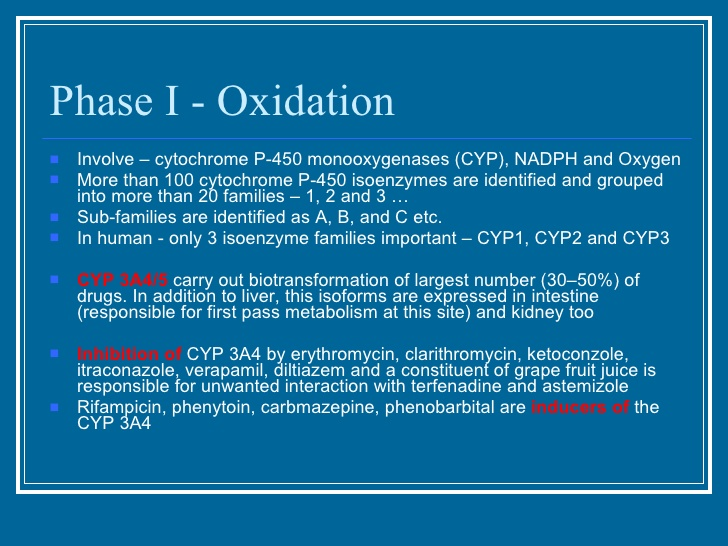 Phase I - Oxidation
Involve – cytochrome P-450 monooxygenases (CYP), NADPH and Oxygen
More than 100 cytochrome P-450 isoenzymes are identified and grouped
into more than 20 families – 1, 2 and 3 …
Sub-families are identified as A, B, and C etc.
In human - only 3 isoenzyme families important – CYP1, CYP2 and CYP3
CYP 3A4/5 carry out biotransformation of largest number (30–50%) of
drugs. In addition to liver, this isoforms are expressed in intestine
(responsible for first pass metabolism at this site) and kidney too
Inhibition of CYP 3A4 by erythromycin, clarithromycin, ketoconzole,
itraconazole, verapamil, diltiazem and a constituent of grape fruit juice is
responsible for unwanted interaction with terfenadine and astemizole
Rifampicin, phenytoin, carbmazepine, phenobarbital are inducers of the
CYP 3A4